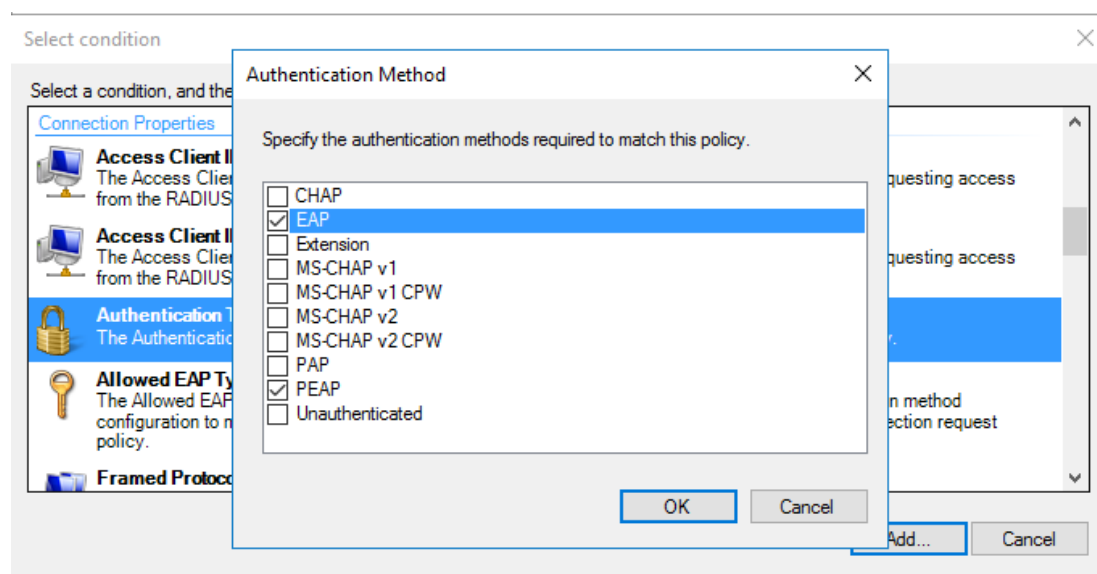 Select condition
Authentication Method
Select a condition, and the
Connection Properties
Specify the authentication methods required to match this policy.
Access Client
The Access Clie
questing access
from the RADIUS
CHAP
EAP
Extension
MS-CHAP v1
MS-CHAP v1 CPW
MS-CHAP v2
MS-CHAP v2 CPW
PAP
PEAP
Unauthenticated
Access Client
The Access Clie
questing access
from the RADIUS
Authentication
The Authentic
y.
Allowed EAP Ty
The Allowed EAP
n method
configuration to
ection request
policy.
Framed Protoc
OK
Cancel
Add...
Cancel